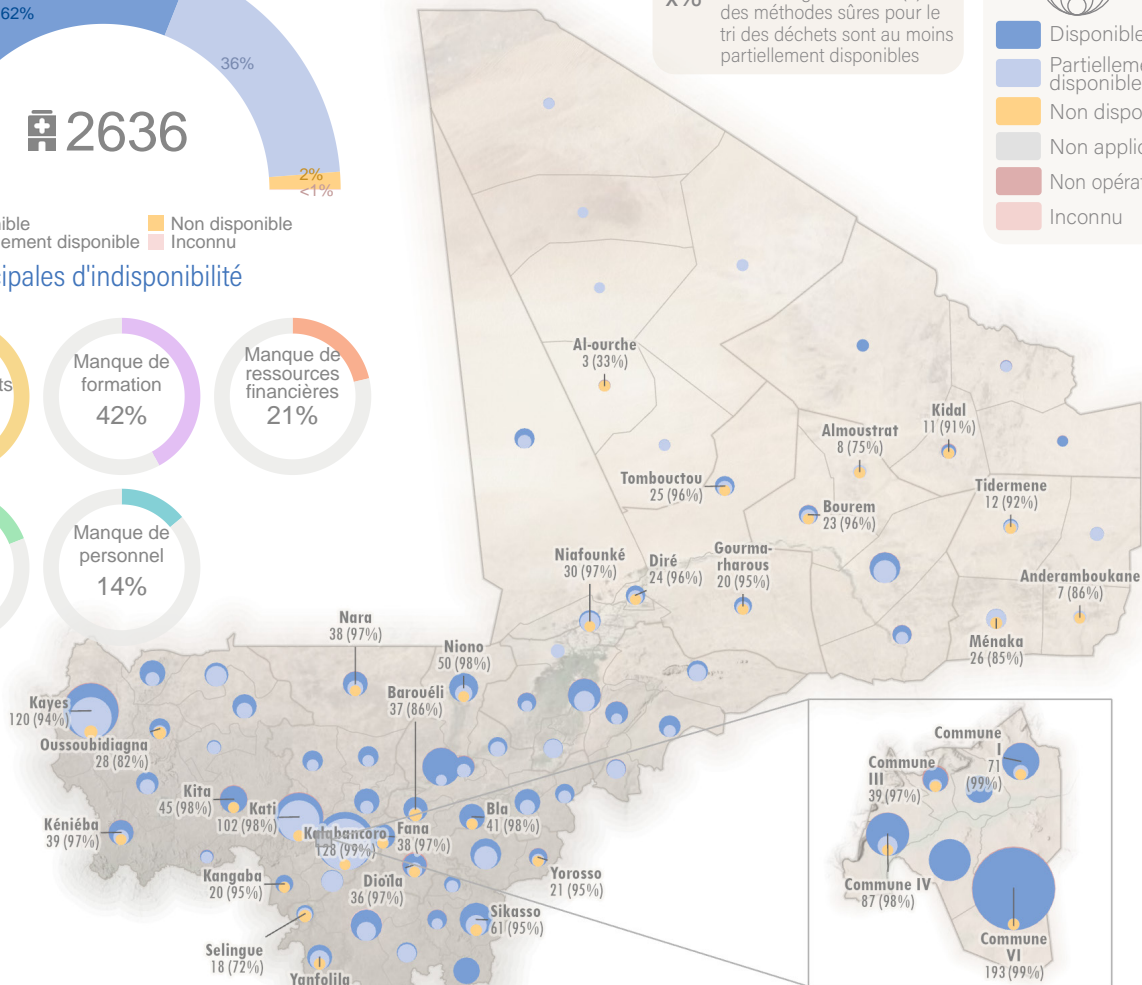 62%
36%
2636
2%
<1%
Non disponible
disponible
Inconnu
d'indisponibilité
Manque de
formation
42%
Manque de
ressources
financières
21%
Manque de
personnel
14%
X%
des méthodes sûres pour le
tri des déchets sont au moins
partiellement disponibles
Disponible
disponible
Non
Non
Non
Inconnu
Al-ourche
3 (33%)
Kidal
11 (91%)
Almoustrat
8 (75%)
Tombouctou
25 (96%)
Tidermene
12 (92%)
Bourem
23 (96%)
Niafounké
30 (97%)
Diré
24 (96%)
Gourma-
rharous
20 (95%)
Anderamboukane
7 (86%)
Ménaka
26 (85%)
Nara
38 (97%)
Niono
50 (98%)
Barouéli
37 (86%)
Kayes
120 (94%)
Oussoubidiagna
28 (82%)
Kita
45 (98%)
Kati
102 (98%)
Kéniéba
39 (97%)
Kalabancoro
128 (99%)
Fana
38 (97%)
Bla
41 (98%)
Kangaba
20 (95%)
Dioïla
36 (97%)
Yorosso
21 (95%)
Sikasso
61 (95%)
Selingue
18 (72%)
Yanfolila
Commune
I
71
(99%)
Commune
III
39 (97%)
Commune IV
87 (98%)
Commune
VI
193 (99%)